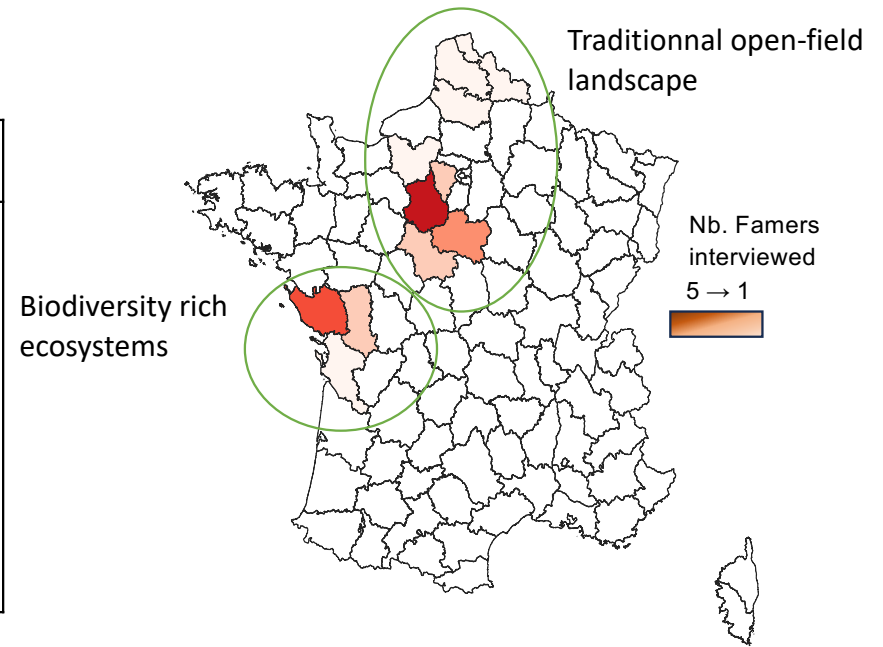 Traditionnal open-field
landscape
Nb. Famers
interviewed
5 → 1
Biodiversity rich
ecosystems